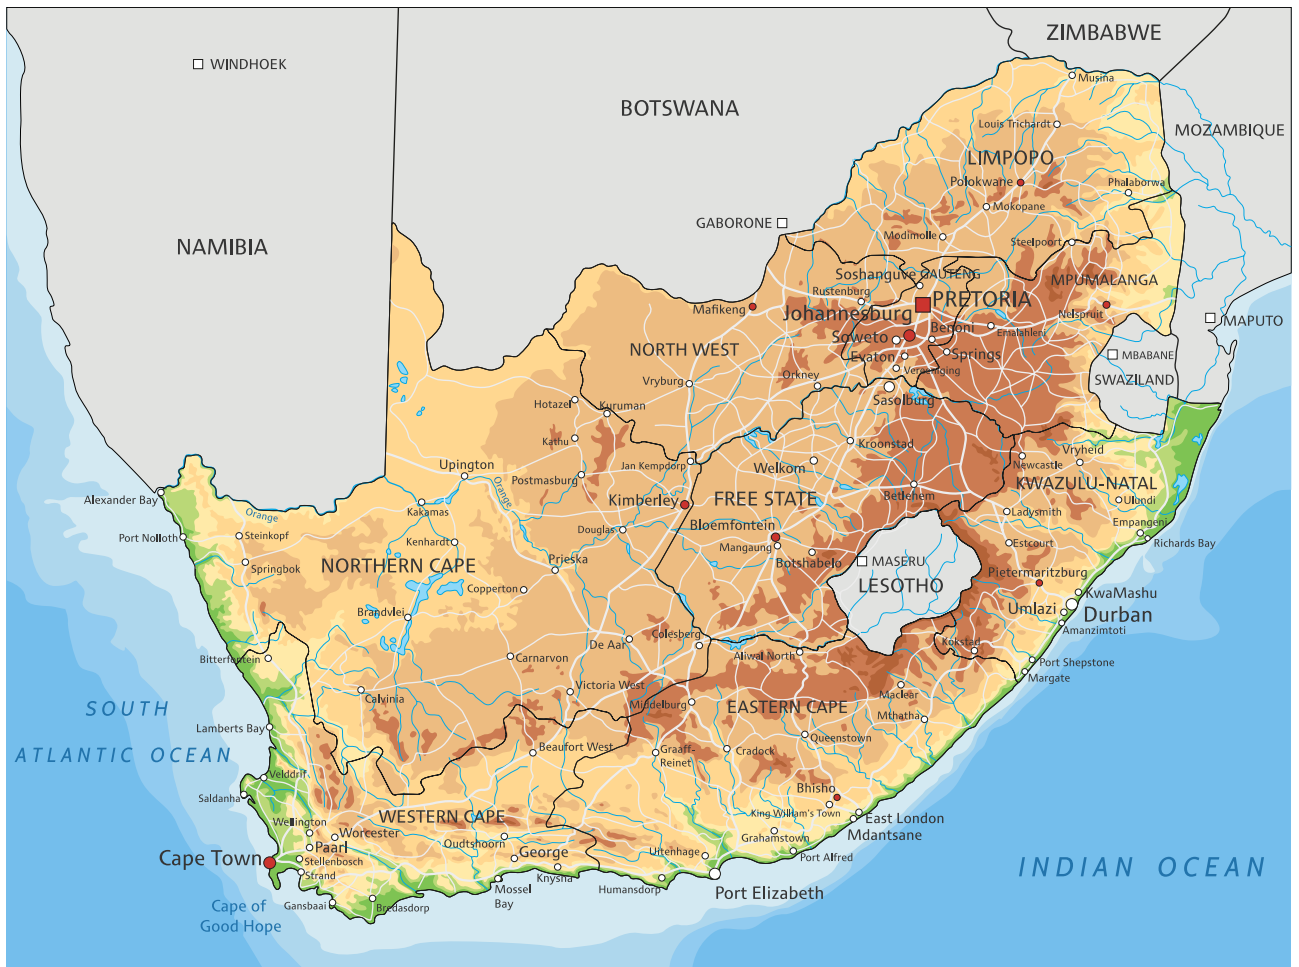 ZIMBABWE
WINDHOEK
Musina
BOTSWANA
Louis Trichardt
MOZAMBIQUE
LIMPOPO
Polokwane
Phalaborwa
Mokopane
GABORONE
Modimolle
Steelpoort
NAMIBIA
Soshanguve
GAUTENG
MPUMALANGA
Rustenburg
PRETORIA
Mafikeng
Johannesburg
Nelspruit
MAPUTO
Benoni
Emalahleni
Soweto
NORTH WEST
Evaton
Springs
MBABANE
Vereeniging
SWAZILAND
Vryburg
Orkney
Sasolburg
Hotazel
Kuruman
Kathu
Kroonstad
Vryheid
Upington
Jan Kempdorp
Welkom
Newcastle
Postmasburg
KWAZULU-NATAL
Orange
Alexander Bay
Kimberley
FREE STATE
Betlehem
Ulundi
Kakamas
Orange
Ladysmith
Bloemfontein
Empangeni
Port Nolloth
Steinkopf
Douglas
Kenhardt
Mangaung
Estcourt
Richards Bay
Prieska
Botshabelo
MASERU
NORTHERN CAPE
Springbok
Pietermaritzburg
LESOTHO
Copperton
KwaMashu
Brandvlei
Umlazi
Durban
Amanzimtoti
Colesberg
De Aar
Kokstad
Bitterfontein
Carnarvon
Aliwal North
Port Shepstone
Margate
Victoria West
Calvinia
Maclear
Middelburg
EASTERN CAPE
SOUTH
Mthatha
Lamberts Bay
Queenstown
Beaufort West
Graaff-
Reinet
Cradock
ATLANTIC OCEAN
Velddrif
Bhisho
Saldanha
King William's Town
WESTERN CAPE
East London
Wellington
Mdantsane
Worcester
Grahamstown
Oudtshoorn
Paarl
Cape Town
George
Uitenhage
Port Alfred
Stellenbosch
INDIAN OCEAN
Strand
Knysna
Mossel
Bay
Humansdorp
Port Elizabeth
Cape of
Good Hope
Gansbaai
Bredasdorp